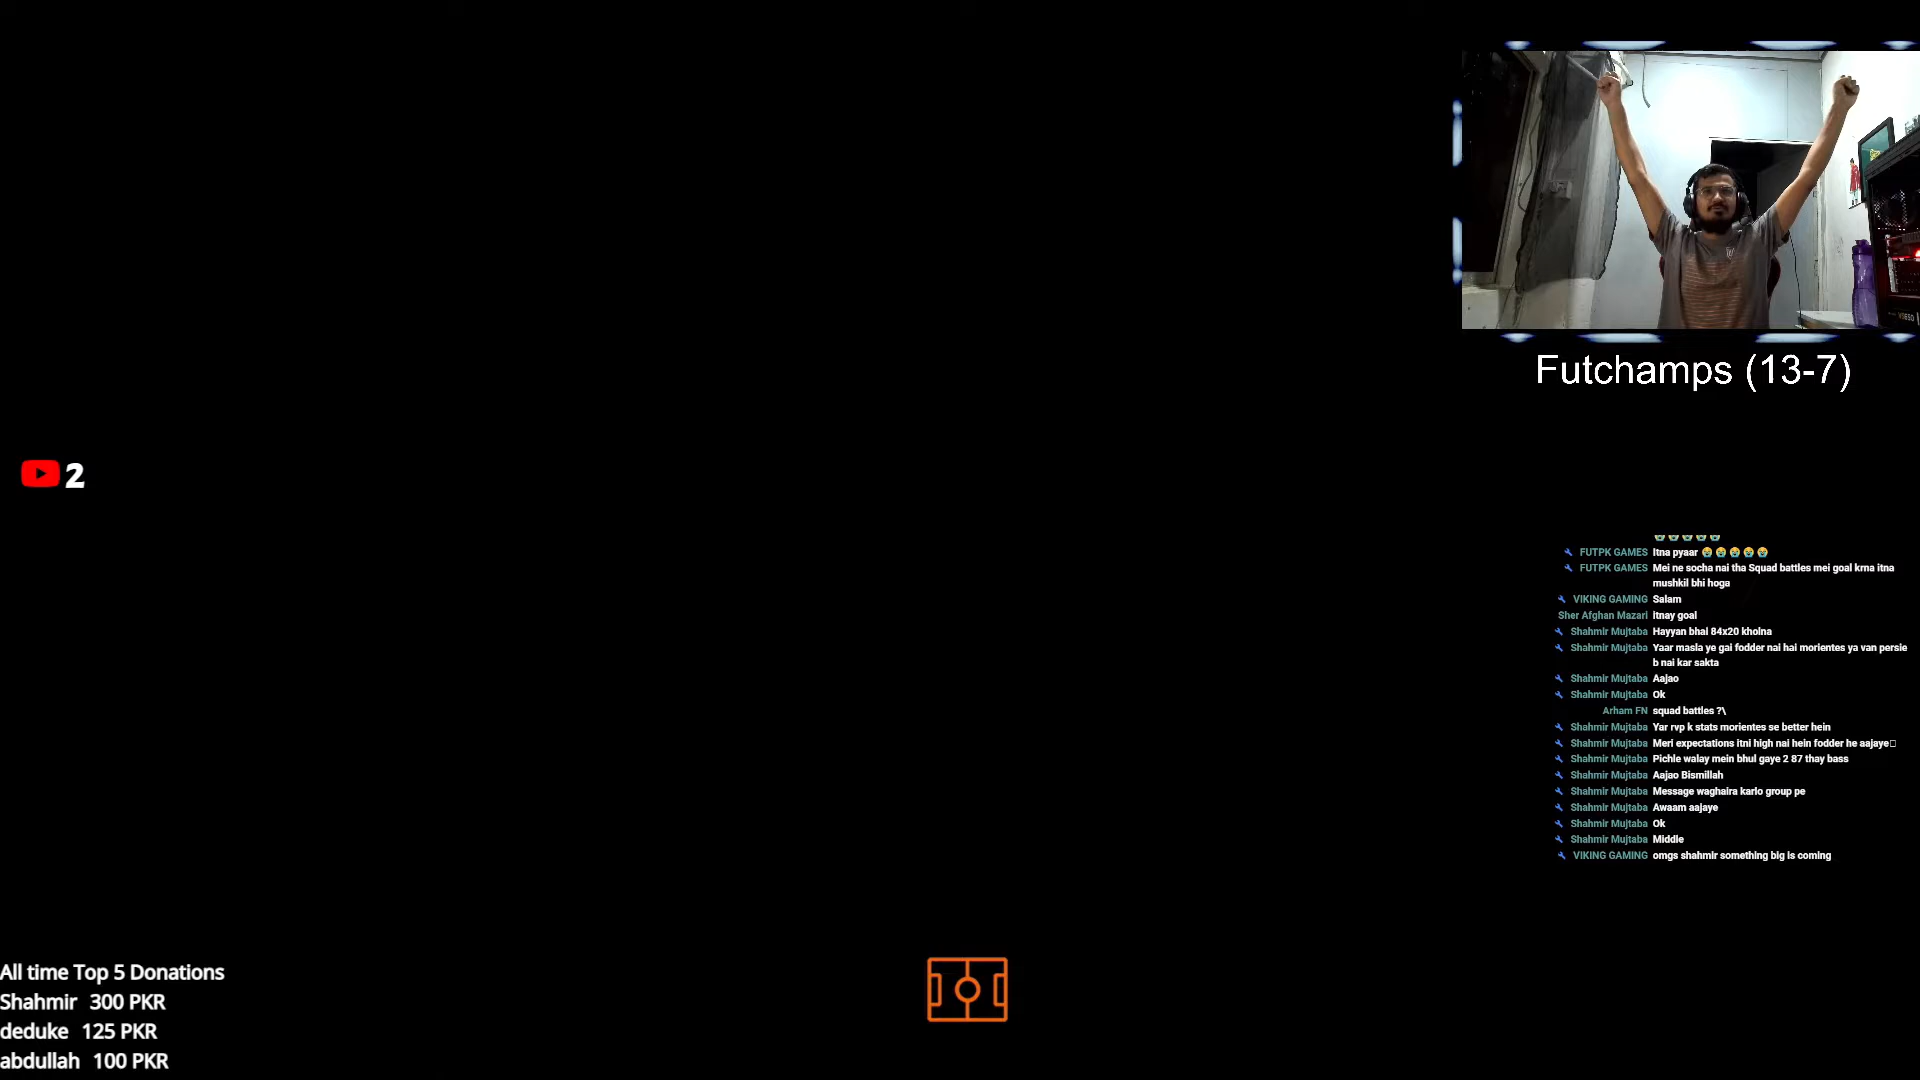 Futchamps (13-7)
2
FUTPK GAMES Itna pyaar 😭😭😭😭😭
FUTPK GAMES Mei ne socha nai tha Squad battles mei goal krna itna
mushkil bhi hoga
VIKING GAMING Salam
Sher Afghan Mazari itnay goal
Shahmir Mujtaba Hayyan bhai 84x20 kholna
Shahmir Mujtaba Yaar masla ye gai fodder nai hai morientes ya van persie
b nai kar sakta
Shahmir Mujtaba Aajao
Shahmir Mujtaba Ok
Arham FN squad battles ?\
Shahmir Mujtaba Yar rvp k stats morientes se better hein
Shahmir Mujtaba Meri expectations itni high nai hein fodder he aajaye
Shahmir Mujtaba Pichle walay mein bhul gaye 2 87 thay bass
Shahmir Mujtaba Aajao Bismillah
Shahmir Mujtaba Message waghaira karlo group pe
Shahmir Mujtaba Awaam aajaye
Shahmir Mujtaba Ok
Shahmir Mujtaba Middle
VIKING GAMING omgs shahmir something big is coming
All time Top 5 Donations
Shahmir 300 PKR
deduke 125 PKR
abdullah 100 PKR